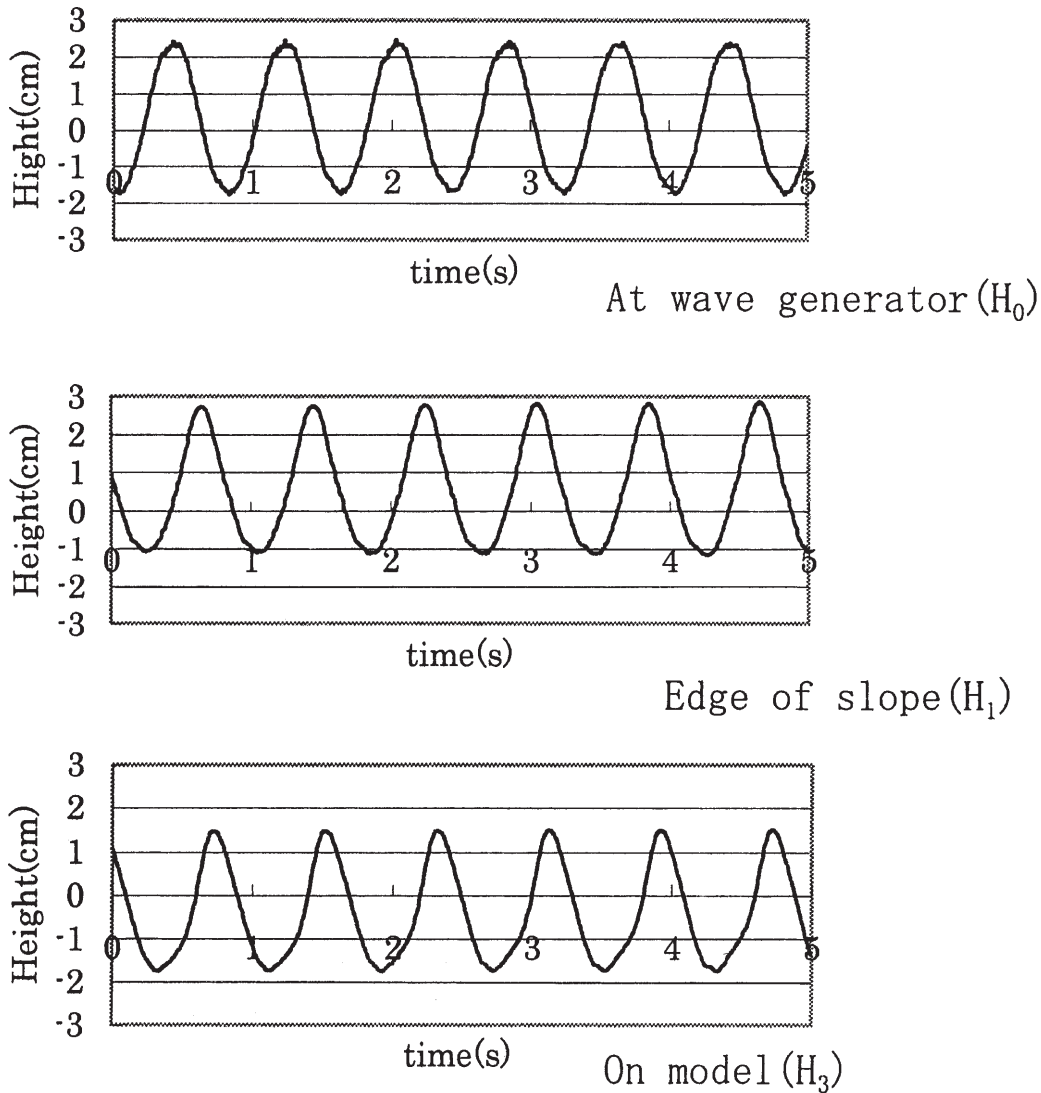 3
2
1
0
-1
-2
-3
Hight(cm)
0 1 2 3 4 5
time(s)
At wave generator(H₀)
3
2
1
0
-1
-2
-3
Height(cm)
0 1 2 3 4 5
time(s)
Edge of slope(H₁)
3
2
1
0
-1
-2
-3
Height(cm)
0 1 2 3 4 5
time(s)
On model(H₃)